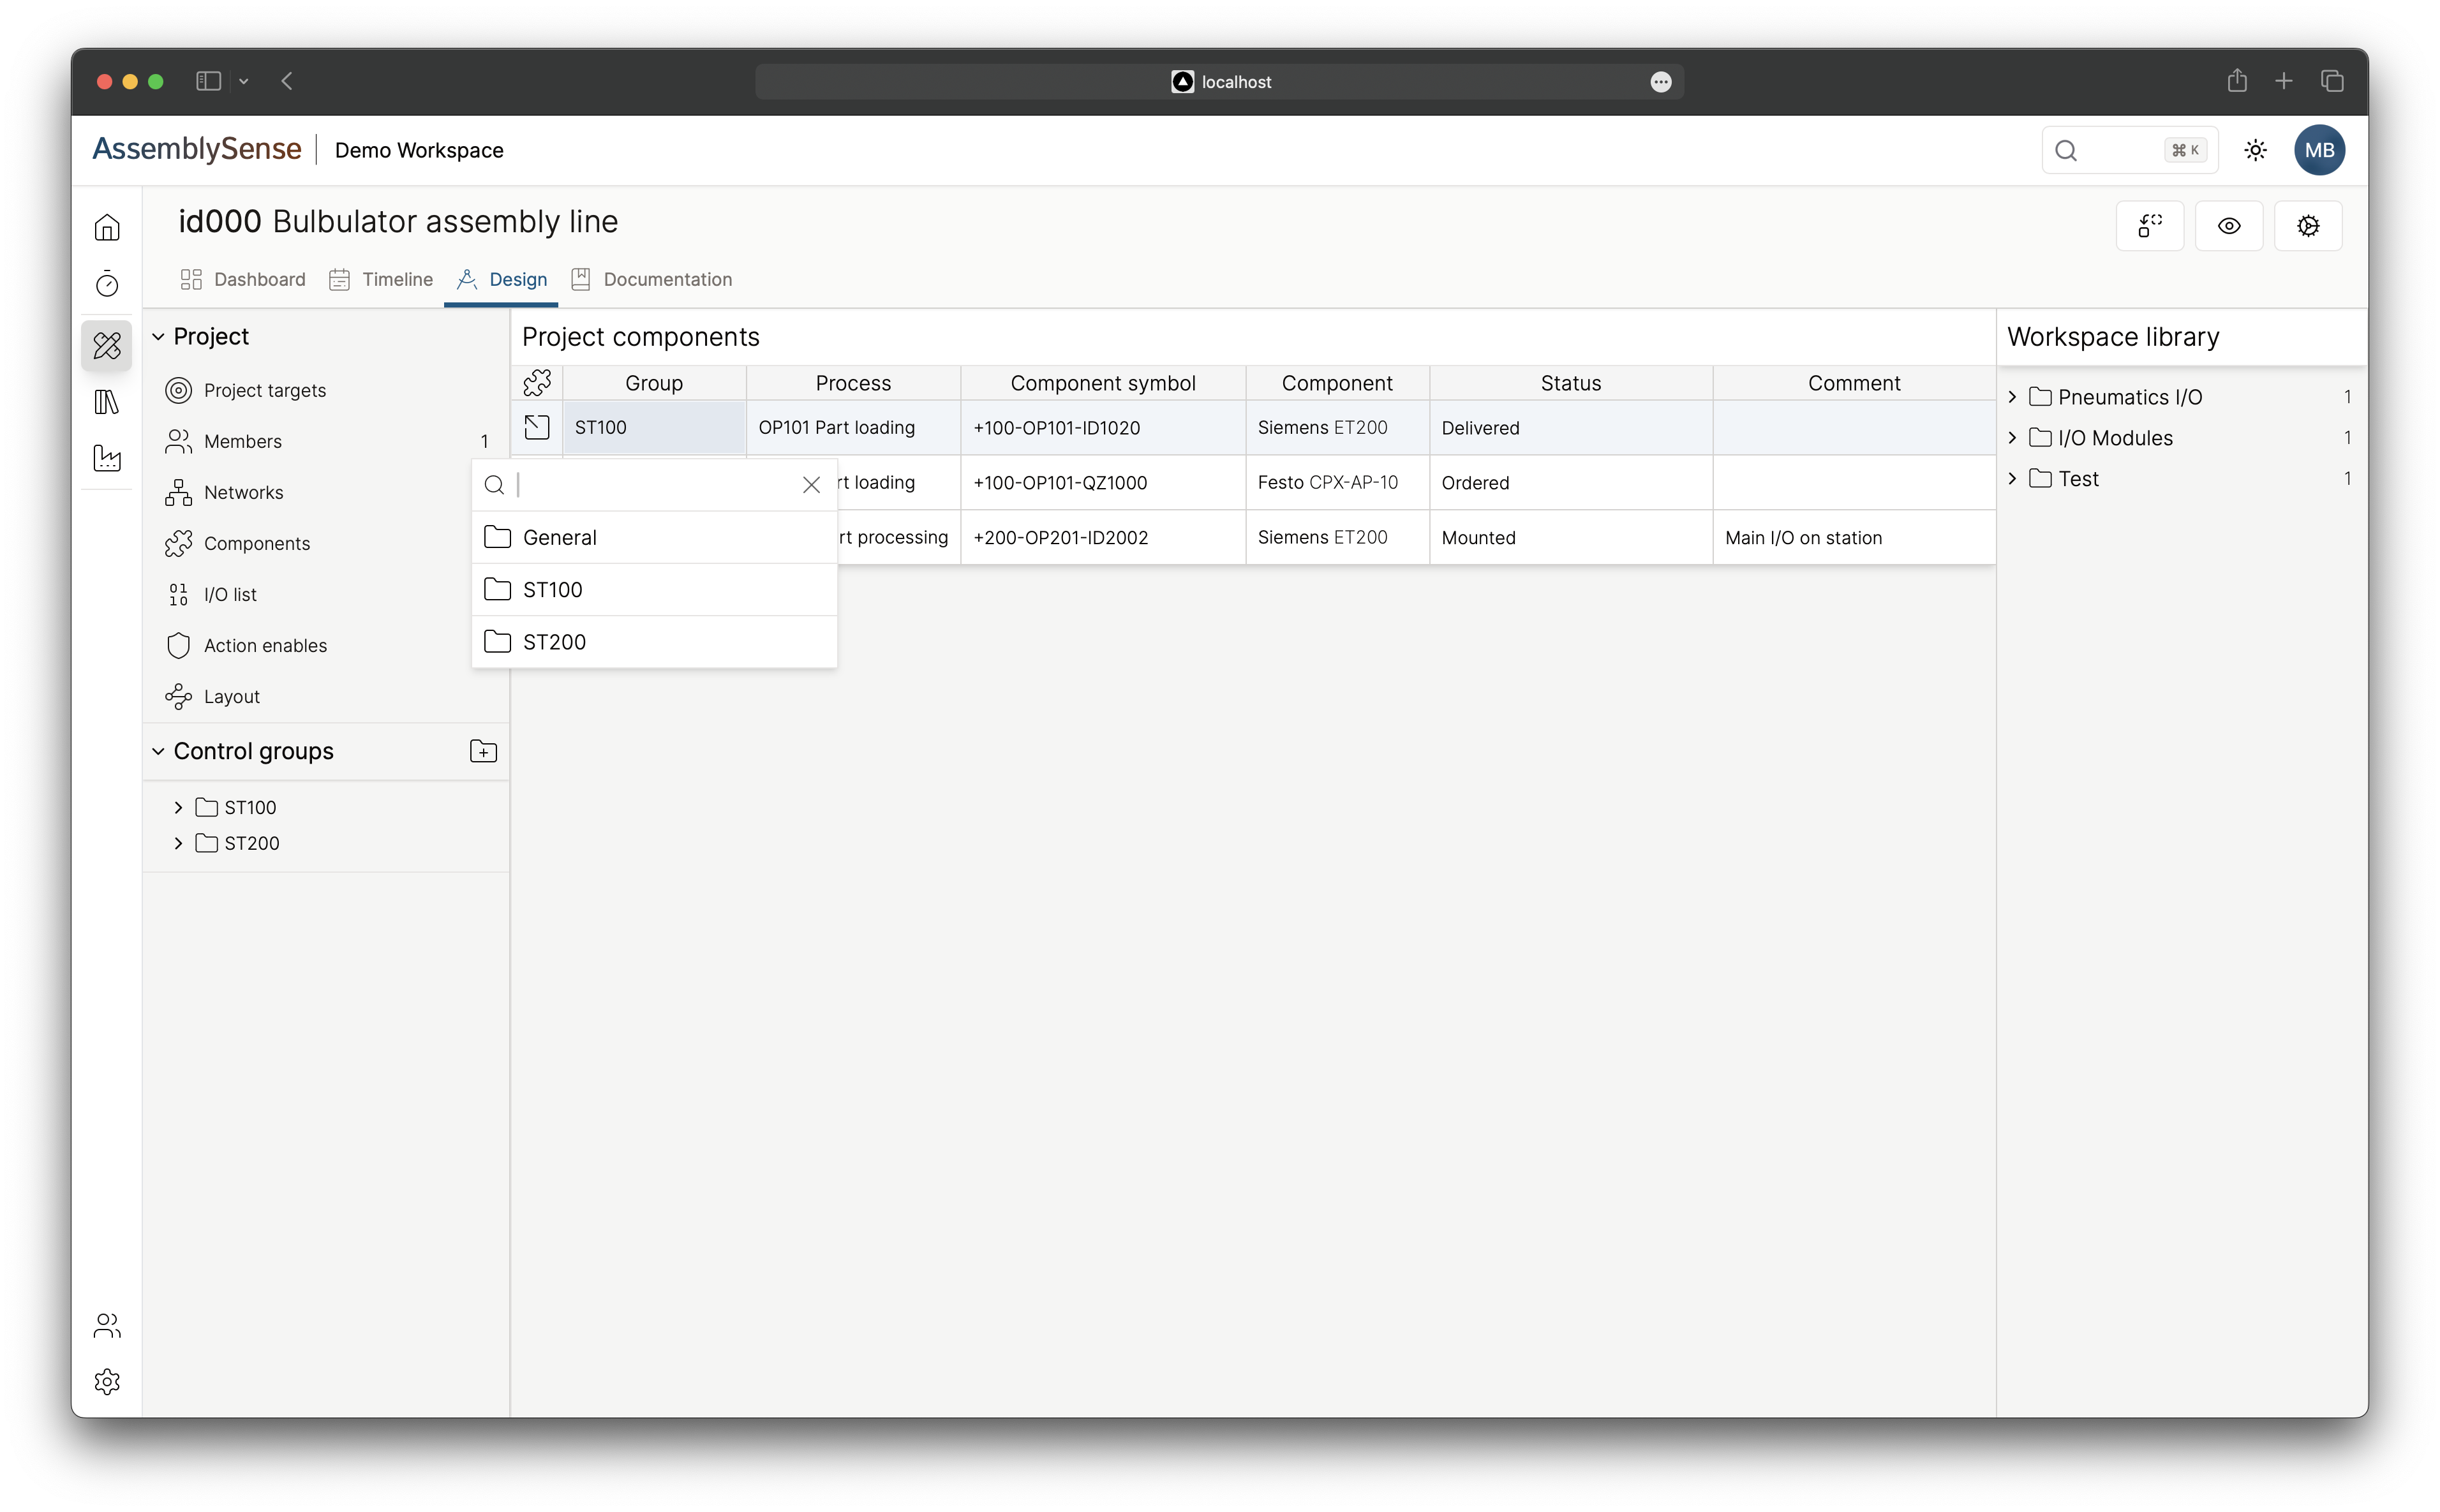 localhost
AssemblySense Demo Workspace ⌘ K MB
id000 Bulbulator assembly line
Dashboard Timeline Design Documentation
Project
Project targets
Members 1
Networks
Components
I/O list
Action enables
Layout
Control groups
ST100
ST200
Project components
Group Process Component symbol Component Status Comment
ST100 OP101 Part loading +100-OP101-ID1020 Siemens ET200 Delivered
rt loading +100-OP101-QZ1000 Festo CPX-AP-10 Ordered
rt processing +200-OP201-ID2002 Siemens ET200 Mounted Main I/O on station
General
ST100
ST200
Workspace library
Pneumatics I/O 1
I/O Modules 1
Test 1